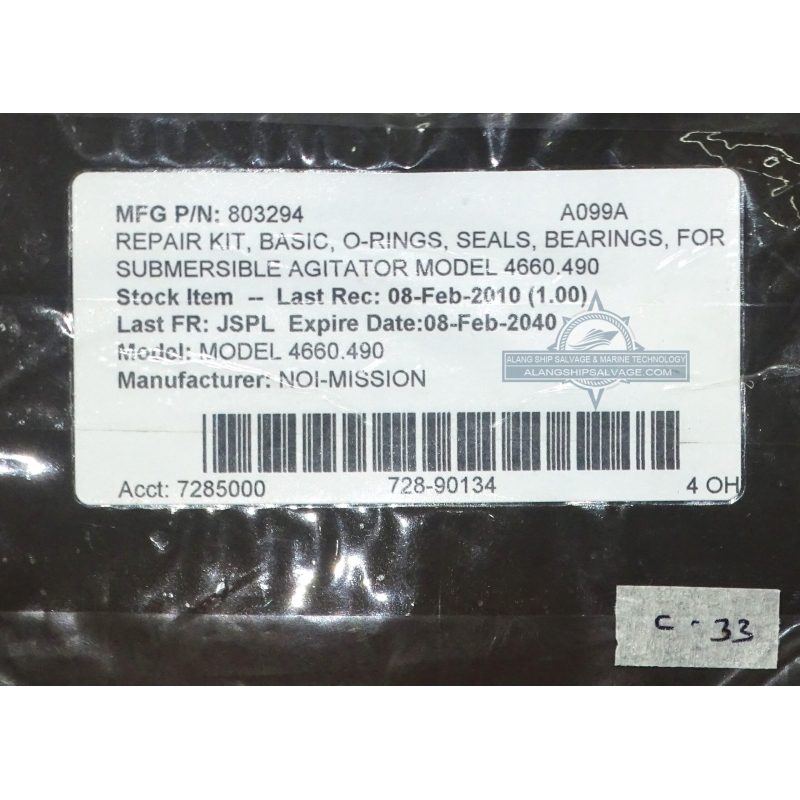 MFG P/N: 803294 A099A
REPAIR KIT, BASIC, O-RINGS, SEALS, BEARINGS, FOR
SUBMERSIBLE AGITATOR MODEL 4660.490
Stock Item -- Last Rec: 08-Feb-2010 (1.00)
Last FR: JSPL Expire Date:08-Feb-2040
Model: MODEL 4660.490
Manufacturer: NOI-MISSION
ALANG SHIP SALVAGE & MARINE TECHNOLOGY
ALANGSHIPSALVAGE.COM
Acct: 7285000 728-90134 4 OH
C - 33